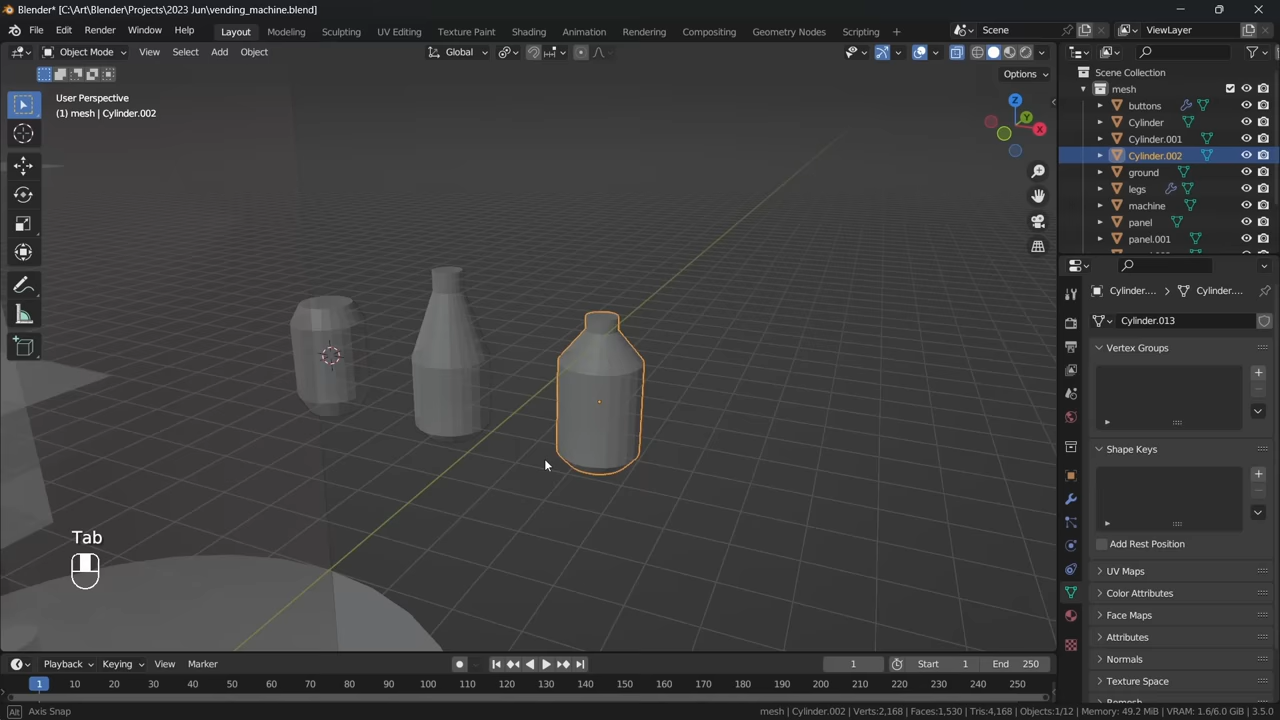 Blender* [C:\Art\Blender\Projects\2023 Jun\vending_machine.blend]
File Edit Render Window Help Layout Modeling Sculpting UV Editing Texture Paint Shading Animation Rendering Compositing Geometry Nodes Scripting + Scene ViewLayer
Object Mode View Select Add Object Global
Options
User Perspective
(1) mesh | Cylinder.002
Z
Y
X
Scene Collection
mesh
buttons
Cylinder
Cylinder.001
Cylinder.002
ground
legs
machine
panel
panel.001
Cylinder.... > Cylinder....
Cylinder.013
Vertex Groups
Shape Keys
Add Rest Position
UV Maps
Color Attributes
Face Maps
Attributes
Normals
Texture Space
Tab
Playback Keying View Marker 1 Start 1 End 250
1 10 20 30 40 50 60 70 80 90 100 110 120 130 140 150 160 170 180 190 200 210 220 230 240 250
Alt Axis Snap mesh | Cylinder.002 | Verts:2,168 | Faces:1,530 | Tris:4,168 | Objects:1/12 | Memory: 49.2 MiB | VRAM: 1.6/6.0 GiB | 3.5.0